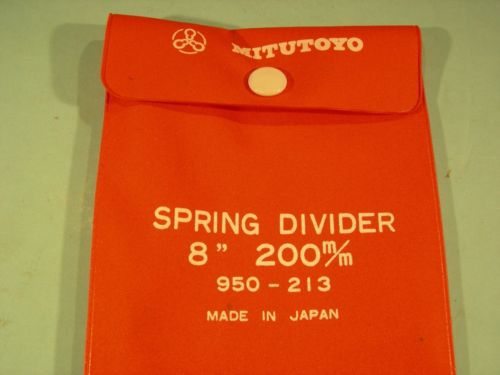 MITUTOYO
SPRING DIVIDER
8" 200m/m
950-213
MADE IN JAPAN